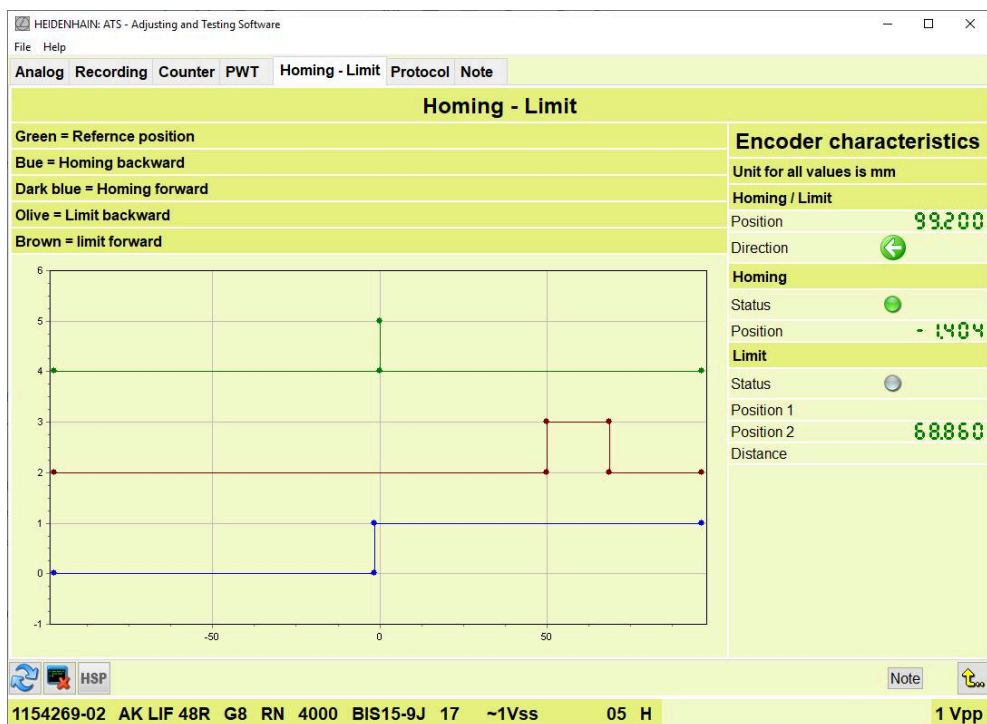 HEIDENHAIN: ATS - Adjusting and Testing Software
File Help
Analog Recording Counter PWT Homing - Limit Protocol Note
Homing - Limit
Green = Refernce position
Bue = Homing backward
Dark blue = Homing forward
Olive = Limit backward
Brown = limit forward
6
5
4
3
2
1
0
-1
-50 0 50
Encoder characteristics
Unit for all values is mm
Homing / Limit
Position 99.200
Direction
Homing
Status
Position - 1.404
Limit
Status
Position 1
Position 2 68.860
Distance
HSP
Note
1154269-02 AK LIF 48R G8 RN 4000 BIS15-9J 17 ~1Vss 05 H 1 Vpp